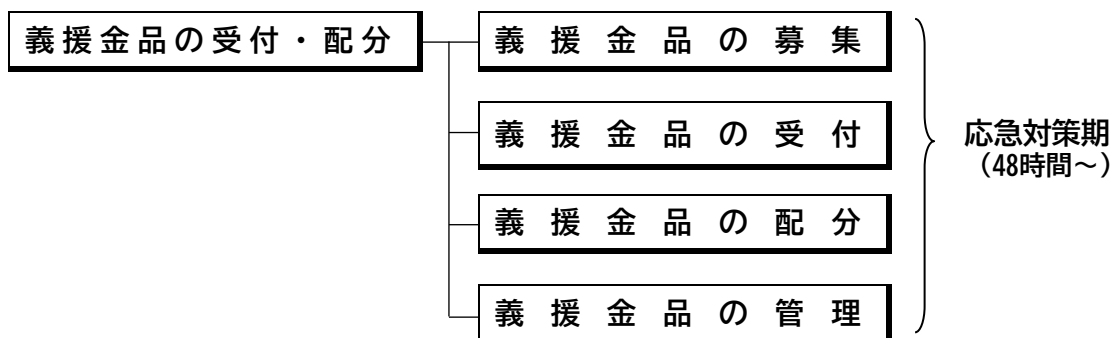 義援金品の受付・配分
義援金品の募集
義援金品の受付
義援金品の配分
義援金品の管理
応急対策期
（48時間～）